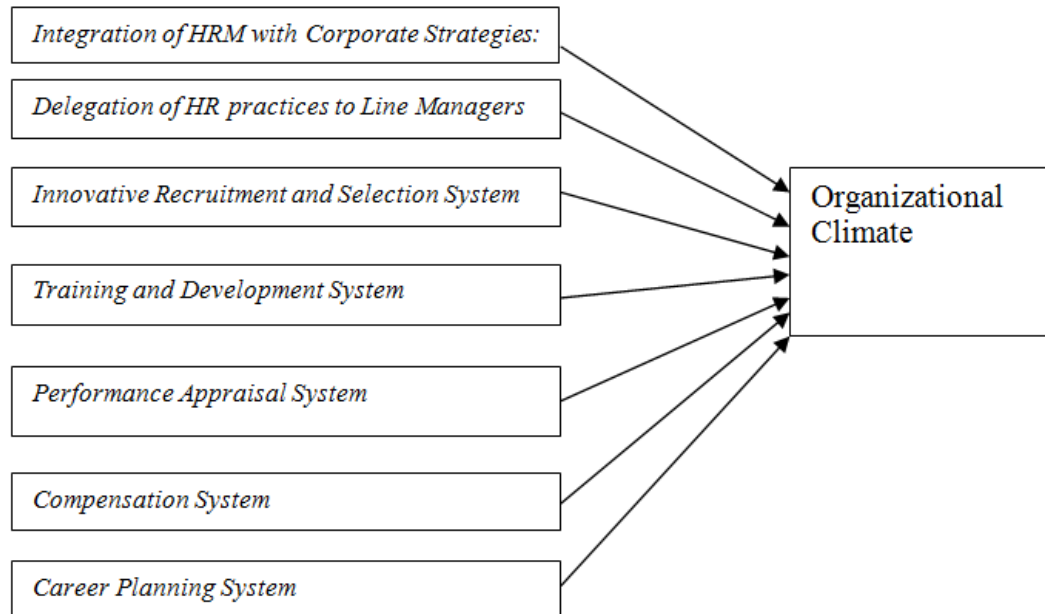 Integration of HRM with Corporate Strategies:
Delegation of HR practices to Line Managers
Innovative Recruitment and Selection System
Training and Development System
Performance Appraisal System
Compensation System
Career Planning System
Organizational
Climate